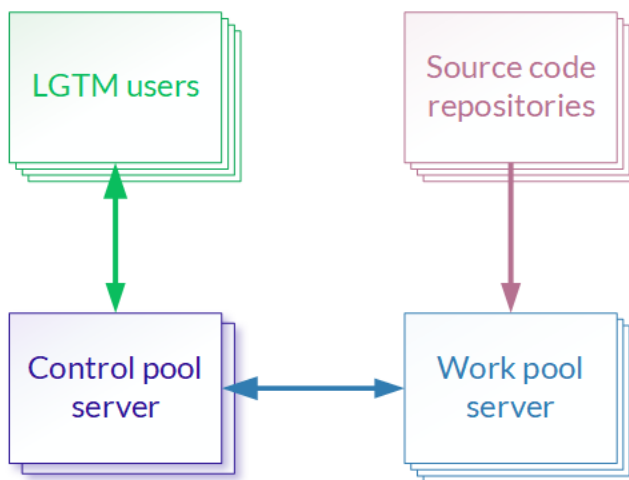 LGTM users
Source code
repositories
Control pool
server
Work pool
server